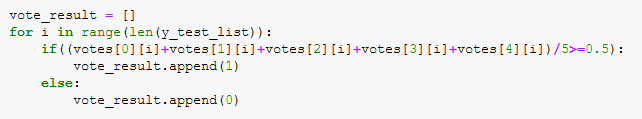 vote_result = []
for i in range(len(y_test_list)):
    if((votes[0][i]+votes[1][i]+votes[2][i]+votes[3][i]+votes[4][i])/5>=0.5):
        vote_result.append(1)
    else:
        vote_result.append(0)